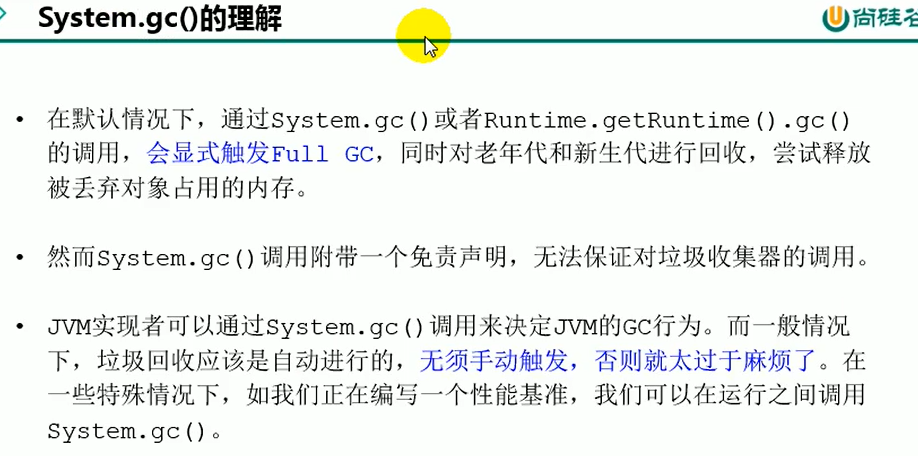 System.gc()的理解
尚硅谷
• 在默认情况下，通过System.gc()或者Runtime.getRuntime().gc()
的调用，会显式触发Full GC，同时对老年代和新生代进行回收，尝试释放
被丢弃对象占用的内存。
• 然而System.gc()调用附带一个免责声明，无法保证对垃圾收集器的调用。
• JVM实现者可以通过System.gc()调用来决定JVM的GC行为。而一般情况
下，垃圾回收应该是自动进行的，无须手动触发，否则就太过于麻烦了。在
一些特殊情况下，如我们正在编写一个性能基准，我们可以在运行之间调用
System.gc()。